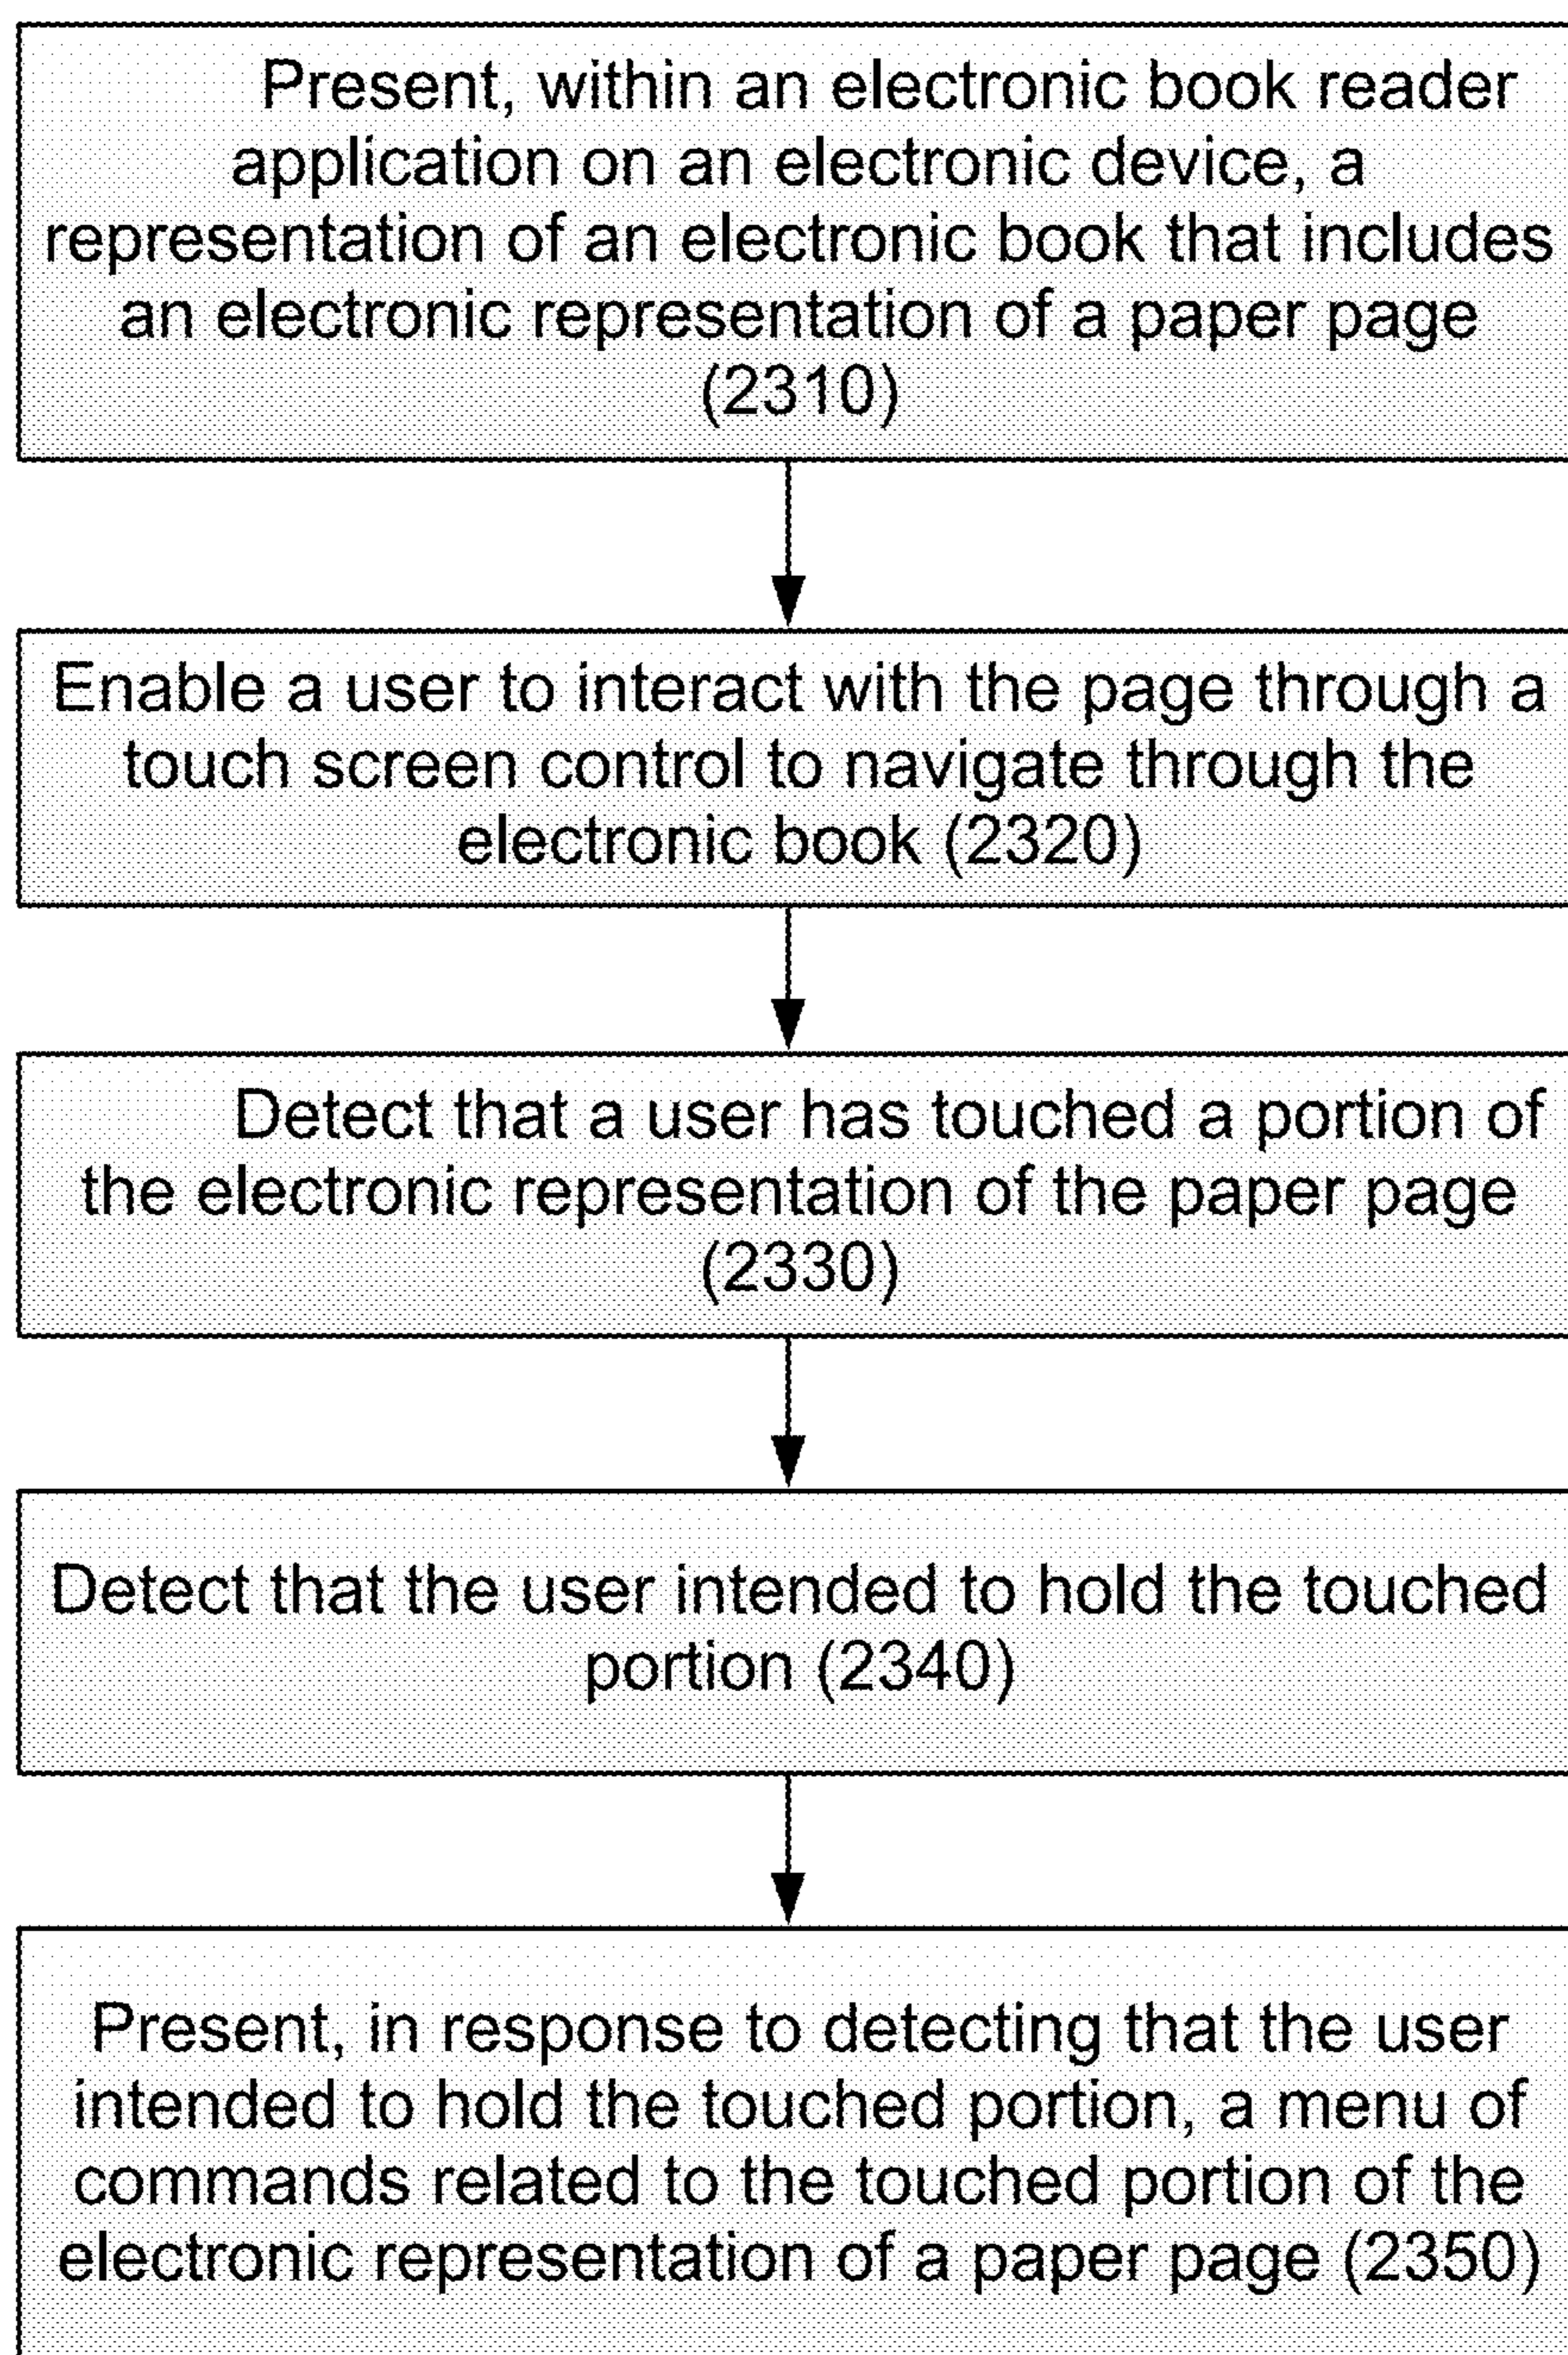 Present, within an electronic book reader
application on an electronic device, a
representation of an electronic book that includes
an electronic representation of a paper page
(2310)
Enable a user to interact with the page through a
touch screen control to navigate through the
electronic book (2320)
Detect that a user has touched a portion of
the electronic representation of the paper page
(2330)
Detect that the user intended to hold the touched
portion (2340)
Present, in response to detecting that the user
intended to hold the touched portion, a menu of
commands related to the touched portion of the
electronic representation of a paper page (2350)